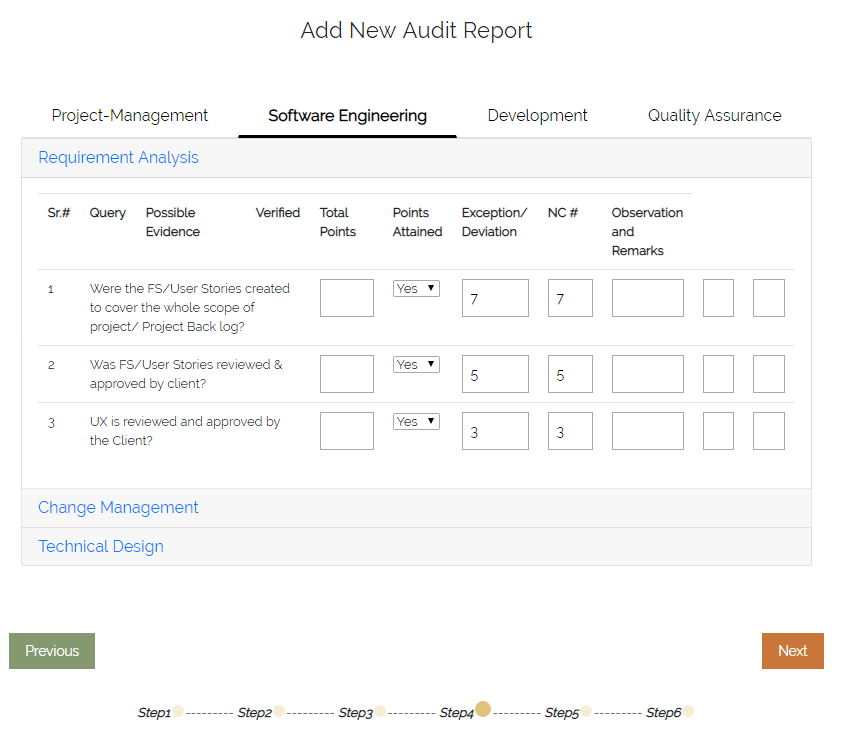 Add New Audit Report
Project-Management Software Engineering Development Quality Assurance
Requirement Analysis
Sr.# Query Possible Evidence Verified Total Points Points Attained Exception/ Deviation NC # Observation and Remarks
1 Were the FS/User Stories created Yes 7 7
to cover the whole scope of
project/ Project Back log?
2 Was FS/User Stories reviewed & Yes 5 5
approved by client?
3 UX is reviewed and approved by Yes 3 3
the Client?
Change Management
Technical Design
Previous Next
Step1 --------- Step2 --------- Step3 --------- Step4 --------- Step5 --------- Step6